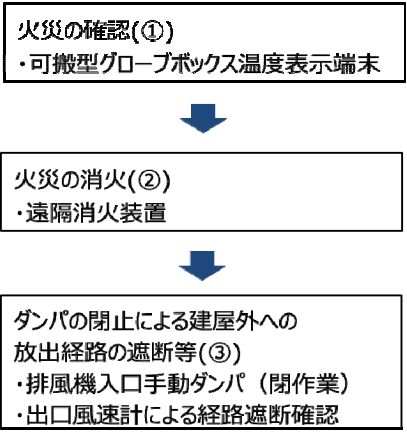 火災の確認(①)
・可搬型グローブボックス温度表示端末
火災の消火(②)
・遠隔消火装置
ダンパの閉止による建屋外への
放出経路の遮断等(③)
・排風機入口手動ダンパ（閉作業）
・出口風速計による経路遮断確認